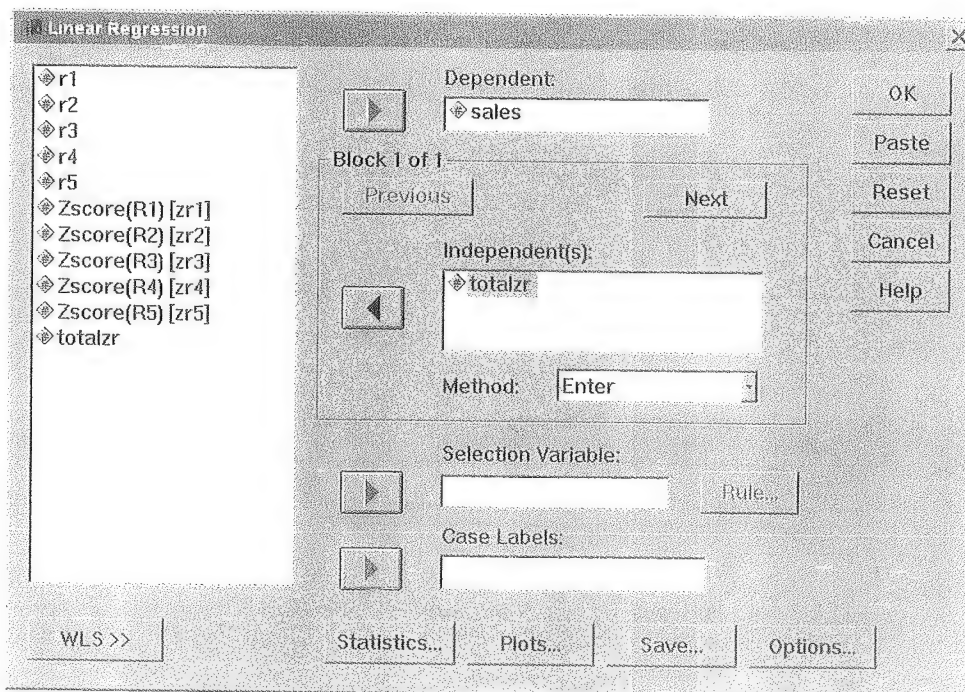 Linear Regression
r1
r2
r3
r4
r5
Zscore(R1) [zr1]
Zscore(R2) [zr2]
Zscore(R3) [zr3]
Zscore(R4) [zr4]
Zscore(R5) [zr5]
totalzr
WLS >>
Dependent:
sales
Block 1 of 1
Previous
Next
Independent(s):
totalzr
Method: Enter
Selection Variable:
Rule...
Case Labels:
Statistics... Plots... Save... Options...
OK
Paste
Reset
Cancel
Help